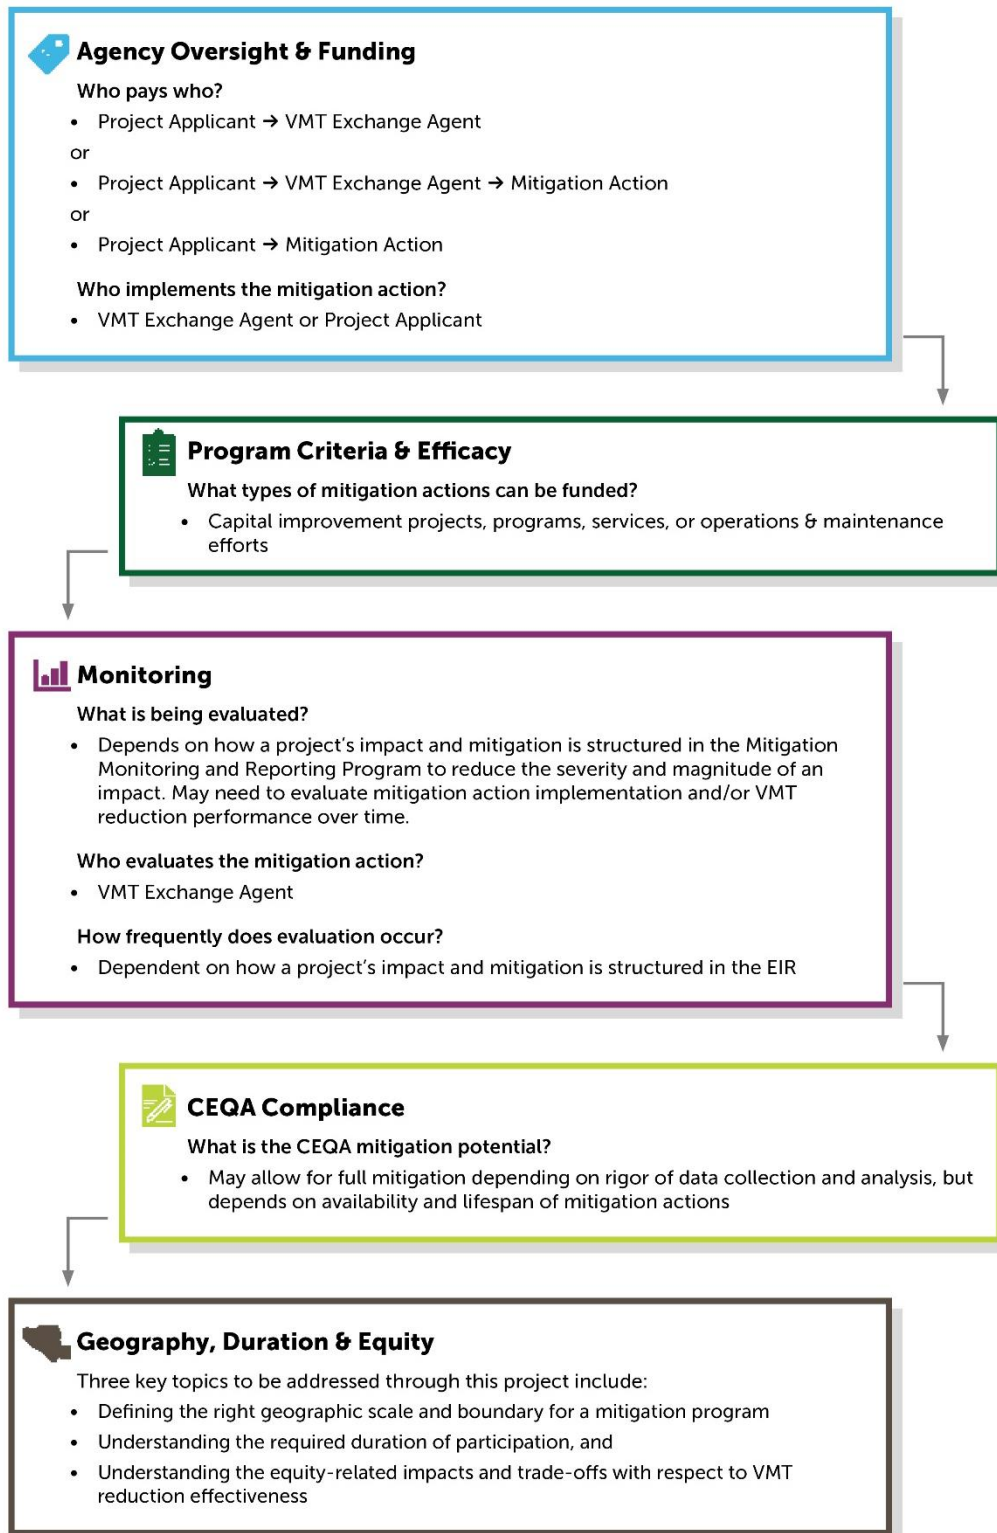 Agency Oversight & Funding
Who pays who?
• Project Applicant → VMT Exchange Agent
or
• Project Applicant → VMT Exchange Agent → Mitigation Action
or
• Project Applicant → Mitigation Action
Who implements the mitigation action?
• VMT Exchange Agent or Project Applicant
Program Criteria & Efficacy
What types of mitigation actions can be funded?
• Capital improvement projects, programs, services, or operations & maintenance
efforts
Monitoring
What is being evaluated?
• Depends on how a project's impact and mitigation is structured in the Mitigation
Monitoring and Reporting Program to reduce the severity and magnitude of an
impact. May need to evaluate mitigation action implementation and/or VMT
reduction performance over time.
Who evaluates the mitigation action?
• VMT Exchange Agent
How frequently does evaluation occur?
• Dependent on how a project's impact and mitigation is structured in the EIR
CEQA Compliance
What is the CEQA mitigation potential?
• May allow for full mitigation depending on rigor of data collection and analysis, but
depends on availability and lifespan of mitigation actions
Geography, Duration & Equity
Three key topics to be addressed through this project include:
• Defining the right geographic scale and boundary for a mitigation program
• Understanding the required duration of participation, and
• Understanding the equity-related impacts and trade-offs with respect to VMT
reduction effectiveness